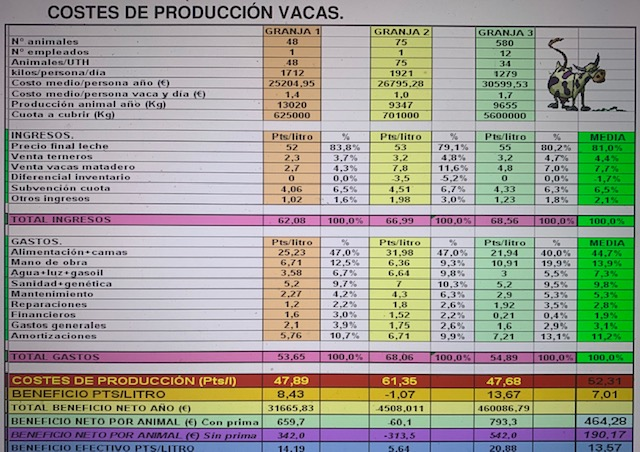 COSTES DE PRODUCCIÓN VACAS.
GRANJA 1 GRANJA 2 GRANJA 3
Nº animales 48 75 580
Nº empleados 1 1 12
Animales/UTH 48 75 34
kilos/persona/día 1712 1921 1279
Costo medio/persona año (€) 25204,95 26795,28 30599,53
Costo medio/persona vaca y día (€) 1,4 1,0 1,7
Producción animal año (Kg) 13020 9347 9655
Cuota a cubrir (Kg) 625000 701000 5600000
INGRESOS. Pts/litro % Pts/litro % Pts/litro % MEDIA
Precio final leche 52 83,8% 53 79,1% 55 80,2% 81,0%
Venta terneros 2,3 3,7% 3,2 4,8% 3,2 4,7% 4,4%
Venta vacas matadero 2,7 4,3% 7,8 11,6% 4,8 7,0% 7,7%
Diferencial inventario 0 0,0% -3,5 -5,2% 0 0,0% -1,7%
Subvención cuota 4,06 6,5% 4,51 6,7% 4,33 6,3% 6,5%
Otros ingresos 1,02 1,6% 1,98 3,0% 1,23 1,8% 2,1%
TOTAL INGRESOS 62,08 100,0% 66,99 100,0% 68,56 100,0% 100,0%
GASTOS. Pts/litro % Pts/litro % Pts/litro % MEDIA
Alimentación+camas 25,23 47,0% 31,98 47,0% 21,94 40,0% 44,7%
Mano de obra 6,71 12,5% 6,36 9,3% 10,91 19,9% 13,9%
Agua+luz+gasoil 3,58 6,7% 6,64 9,8% 3 5,5% 7,3%
Sanidad+genética 5,2 9,7% 7 10,3% 5,2 9,5% 9,8%
Mantenimiento 2,27 4,2% 4,3 6,3% 2,9 5,3% 5,3%
Reparaciones 1,2 2,2% 1,8 2,6% 1,92 3,5% 2,8%
Financieros 1,6 3,0% 1,52 2,2% 0,21 0,4% 1,9%
Gastos generales 2,1 3,9% 1,75 2,6% 1,6 2,9% 3,1%
Amortizaciones 5,76 10,7% 6,71 9,9% 7,21 13,1% 11,2%
TOTAL GASTOS 53,65 100,0% 68,06 100,0% 54,89 100,0% 100,0%
COSTES DE PRODUCCIÓN (Pts/l) 47,89 61,35 47,68 52,31
BENEFICIO PTS/LITRO 8,43 -1,07 13,67 7,01
TOTAL BENEFICIO NETO AÑO (€) 31665,83 -4508,011 460086,79
BENEFICIO NETO POR ANIMAL (€) Con prima 659,7 -60,1 793,3 464,28
BENEFICIO NETO POR ANIMAL (€) Sin prima 342,0 -313,5 542,0 190,17
BENEFICIO EFECTIVO PTS/LITRO 14,19 5,64 20,88 13,57